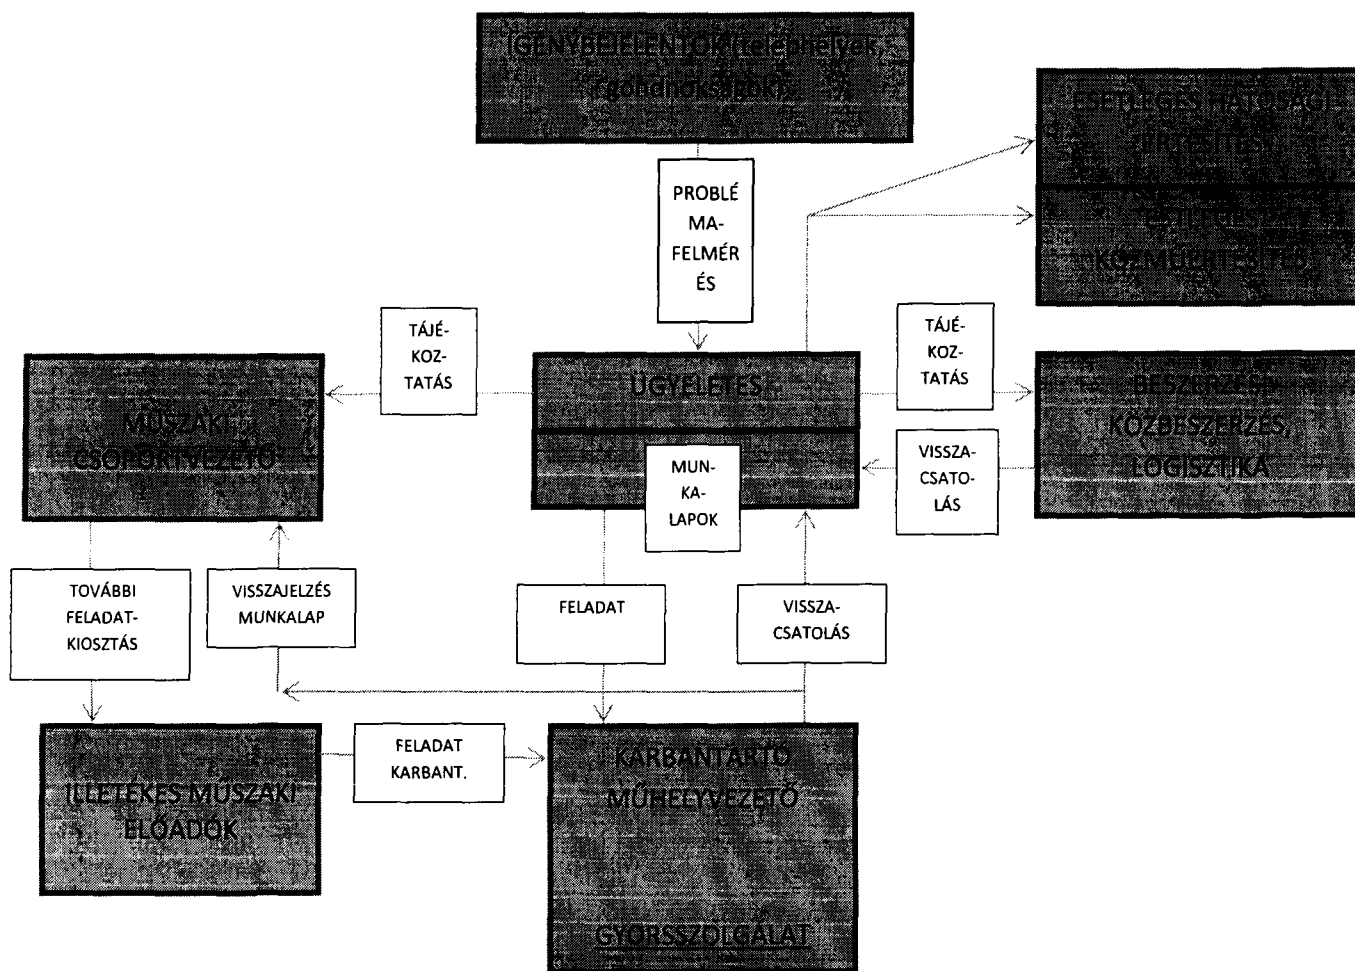 IGÉNYBEJELENTŐK (telephelyek,
gondnokságok)
ESETLEGES HATÓSÁGI
ÉRTESÍTÉS
PROBLÉ
MA-
FELMÉR
ÉS
ESETLEGES
KÖZMŰÉRTESÍTÉS
TÁJÉ-
KOZ-
TATÁS
ÜGYELETES
TÁJÉ-
KOZ-
TATÁS
BESZERZÉS,
KÖZBESZERZÉS,
LOGISZTIKA
MŰSZAKI
CSOPORTVEZETŐ
MUN-
KA-
LAPOK
VISSZA-
CSATO-
LÁS
TOVÁBBI
FELADAT-
KIOSZTÁS
VISSZAJELZÉS
MUNKALAP
FELADAT
VISSZA-
CSATOLÁS
ILLETÉKES MŰSZAKI
ELŐADÓK
FELADAT
KARBANT.
KARBANTARTÓ
MŰHELYVEZETŐ
GYORSSZOLGÁLAT